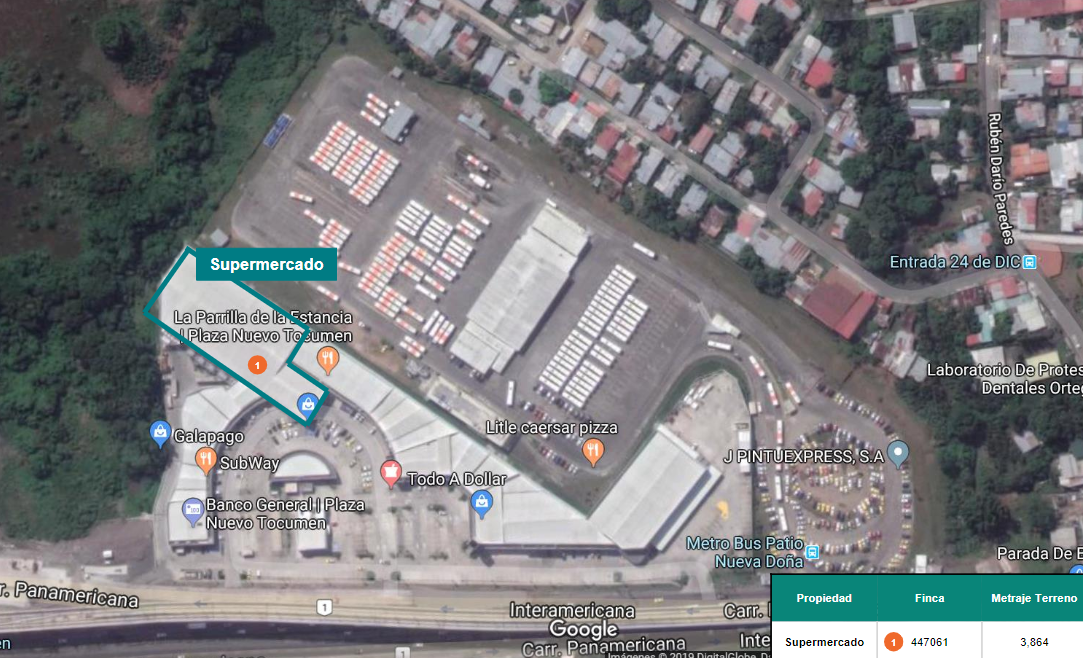 Rubén Darío Paredes
Entrada 24 de DIC
Supermercado
La Parrilla de la Estancia
| Plaza Nuevo Tocumen
1
Laboratorio De Protes
Dentales Orteg
Litle caersar pizza
Galapago
SubWay
J PINTUEXPRESS, S.A
Todo A Dollar
Banco General | Plaza
Nuevo Tocumen
Metro Bus Patio
Nueva Doña
Parada De E
r. Panamericana
1
Interamericana
Carr.
Google
Carr. Panamericana
Inte
1
Imágenes © 2019 DigitalGlobe, Da
en
Propiedad Finca Metraje Terreno
Supermercado 1 447061 3,864